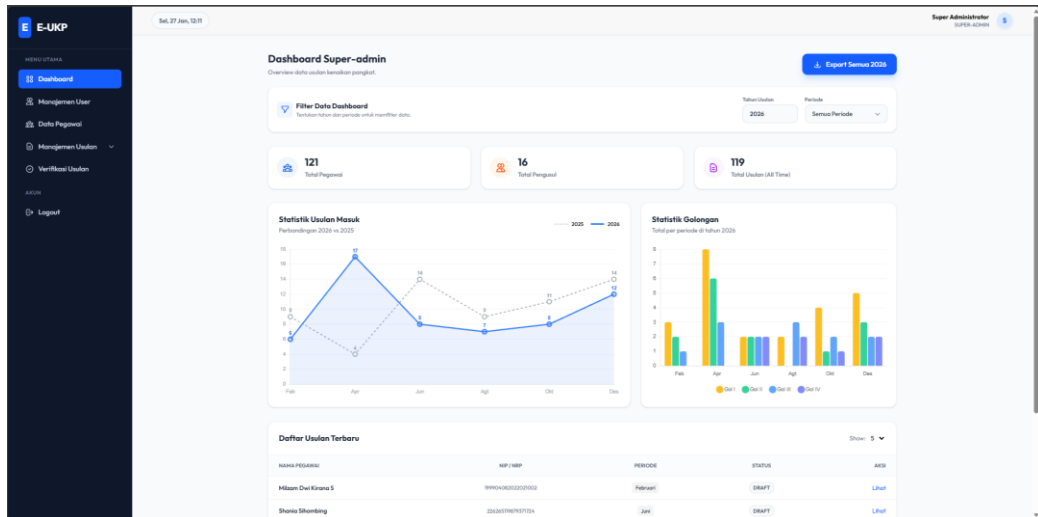 E E-UKP
Sel, 27 Jan, 13:11
Super Administrator
SUPER-ADMIN
S
MENU UTAMA
Dashboard
Manajemen User
Data Pegawai
Manajemen Usulan
Verifikasi Usulan
AKUN
Logout
Dashboard Super-admin
Overview data usulan kenaikan pangkat.
Export Semua 2026
Filter Data Dashboard
Tentukan tahun dan periode untuk memfilter data.
Tahun Usulan
Periode
2026
Semua Periode
121
Total Pegawai
16
Total Pengusul
119
Total Usulan (All Time)
Statistik Usulan Masuk
Perbandingan 2026 vs 2025
2025 2026
18
16
14
12
10
8
6
4
2
0
17
14
14
11
12
4
Feb Apr Jun Agt Okt Des
Statistik Golongan
Total per periode di tahun 2026
8
7
6
5
4
3
2
1
0
Feb Apr Jun Agt Okt Des
Gol I Gol II Gol III Gol IV
Daftar Usulan Terbaru
Show: 5
NAMA PEGAWAI NIP / NRP PERIODE STATUS AKSI
Milzam Dwi Kirana S Februari DRAFT Lihat
Shania Sihombing Juni DRAFT Lihat